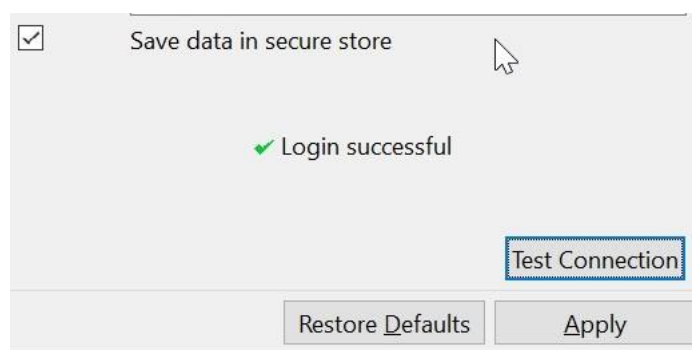 Save data in secure store
Login successful
Test Connection
Restore Defaults
Apply